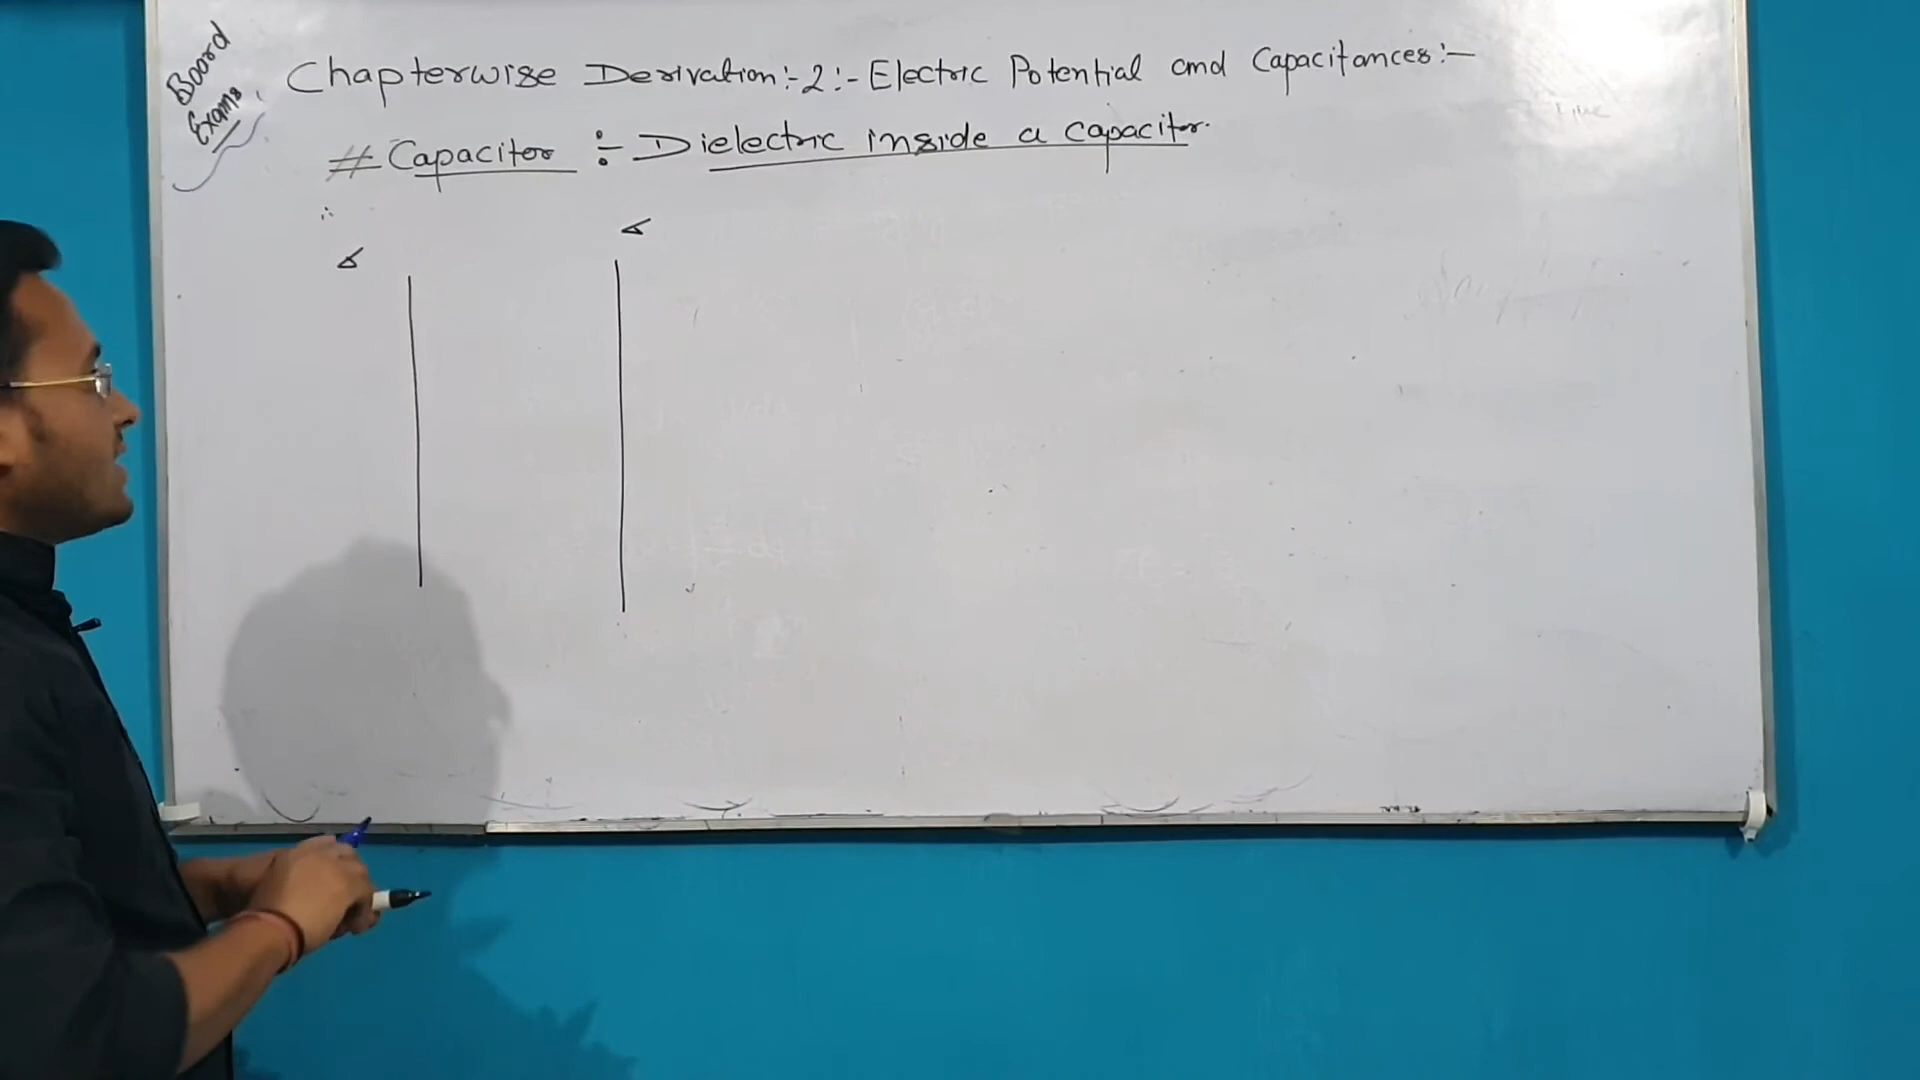 Board
Exams
Chapterwise Derivation:-2:- Electric Potential and Capacitances:-
# Capacitor ÷ Dielectric inside a capacitor.